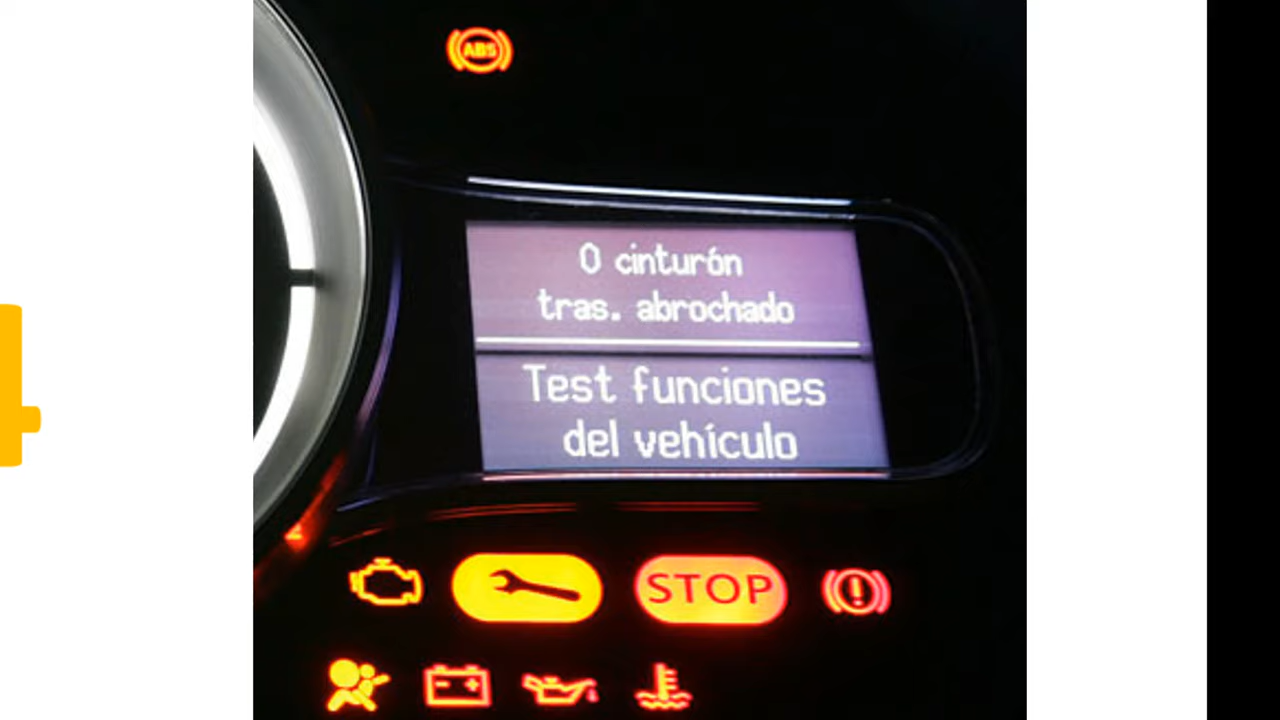 ABS
0 cinturón
tras. abrochado
Test funciones
del vehículo
STOP